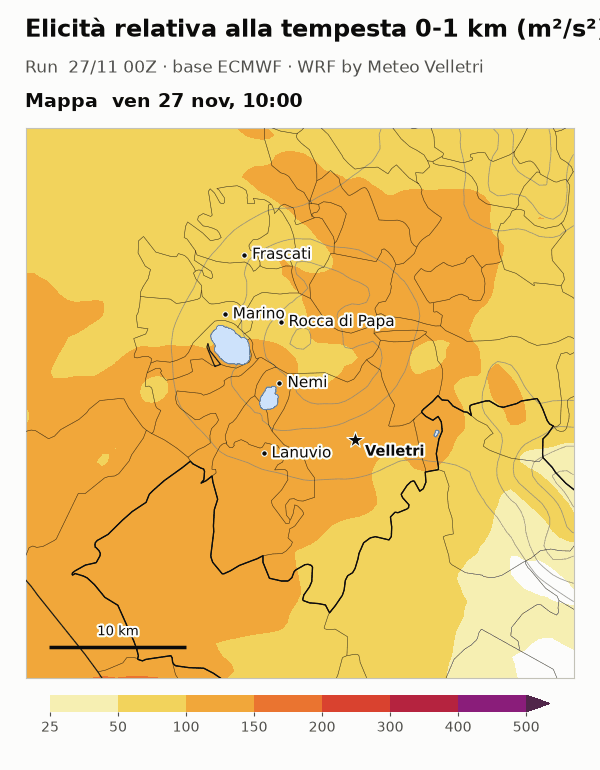 Elicità relativa alla tempesta 0-1 km (m²/s²)
Run 27/11 00Z · base ECMWF · WRF by Meteo Velletri
Mappa ven 27 nov, 10:00
Frascati
Marino
Rocca di Papa
Nemi
Velletri
Lanuvio
10 km
25 50 100 150 200 300 400 500